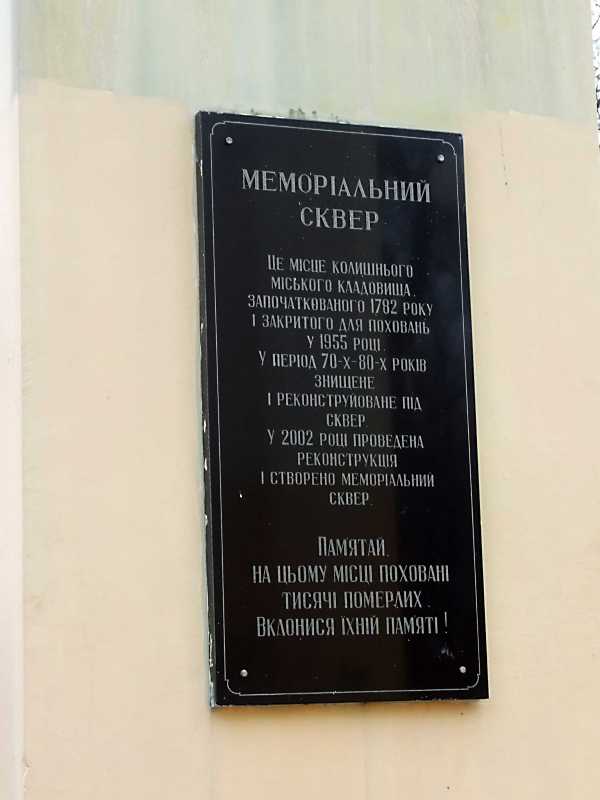 МЕМОРІАЛЬНИЙ
СКВЕР
ЦЕ МІСЦЕ КОЛИШНЬОГО
МІСЬКОГО КЛАДОВИЩА,
ЗАПОЧАТКОВАНОГО 1782 РОКУ
І ЗАКРИТОГО ДЛЯ ПОХОВАНЬ
У 1955 РОЦІ.
У ПЕРІОД 70-Х-80-Х РОКІВ
ЗНИЩЕНЕ
І РЕКОНСТРУЙОВАНЕ ПІД
СКВЕР.
У 2002 РОЦІ ПРОВЕДЕНА
РЕКОНСТРУКЦІЯ
І СТВОРЕНО МЕМОРІАЛЬНИЙ
СКВЕР.
ПАМ'ЯТАЙ.
НА ЦЬОМУ МІСЦІ ПОХОВАНІ
ТИСЯЧІ ПОМЕРЛИХ.
ВКЛОНИСЯ ЇХНІЙ ПАМЯТІ !